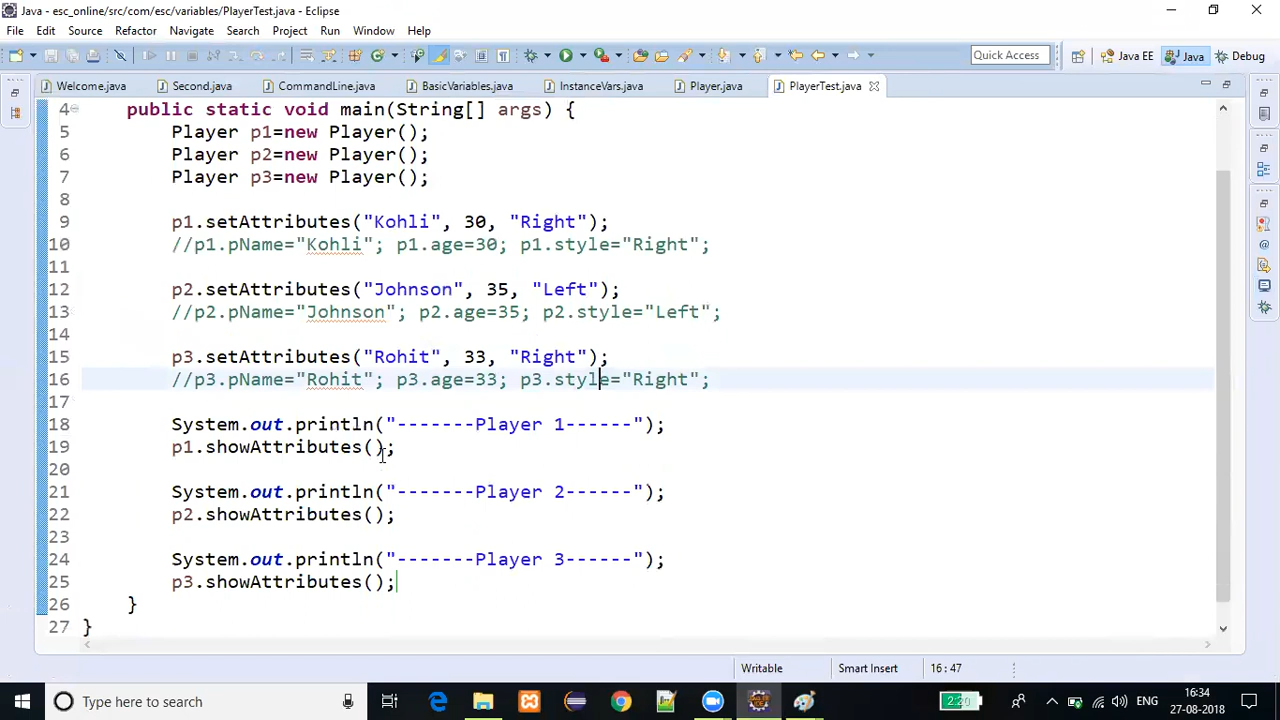 Java - esc_online/src/com/esc/variables/PlayerTest.java - Eclipse
File Edit Source Refactor Navigate Search Project Run Window Help
Quick Access Java EE Java Debug
Welcome.java Second.java CommandLine.java BasicVariables.java InstanceVars.java Player.java PlayerTest.java
4 public static void main(String[] args) {
5 Player p1=new Player();
6 Player p2=new Player();
7 Player p3=new Player();
8
9 p1.setAttributes("Kohli", 30, "Right");
10 //p1.pName="Kohli"; p1.age=30; p1.style="Right";
11
12 p2.setAttributes("Johnson", 35, "Left");
13 //p2.pName="Johnson"; p2.age=35; p2.style="Left";
14
15 p3.setAttributes("Rohit", 33, "Right");
16 //p3.pName="Rohit"; p3.age=33; p3.style="Right";
17
18 System.out.println("-------Player 1------");
19 p1.showAttributes();
20
21 System.out.println("-------Player 2------");
22 p2.showAttributes();
23
24 System.out.println("-------Player 3------");
25 p3.showAttributes();
26 }
27 }
Writable Smart Insert 16 : 47
Type here to search 2:20 ENG 16:34
27-08-2018